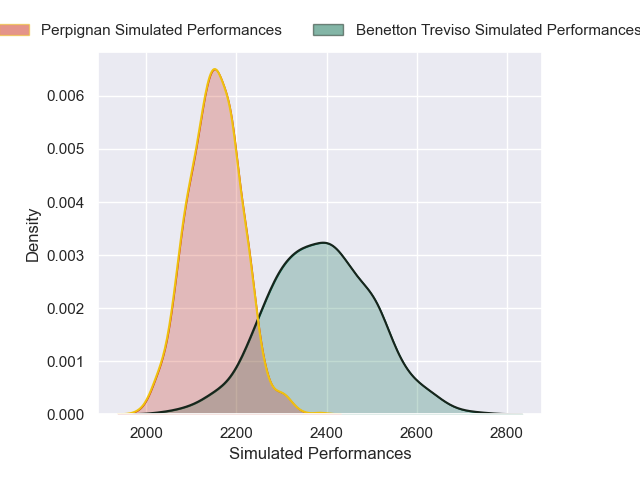 Perpignan Simulated Performances Benetton Treviso Simulated Performances
0.006
0.005
0.004
0.003
0.002
0.001
0.000
Density
2000 2200 2400 2600 2800
Simulated Performances